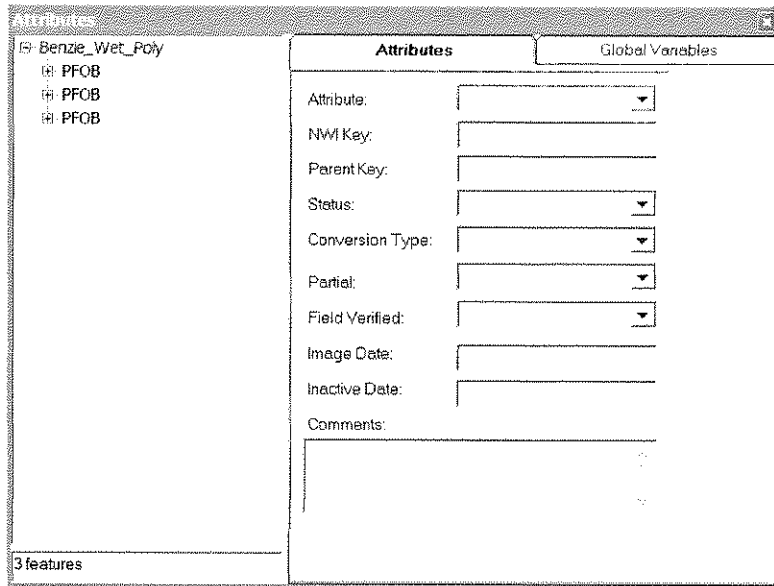 Attributes
Benzie_Wet_Poly
PFOB
PFOB
PFOB
3 features
Attributes
Global Variables
Attribute:
NWI Key:
Parent Key:
Status:
Conversion Type:
Partial:
Field Verified:
Image Date:
Inactive Date:
Comments: